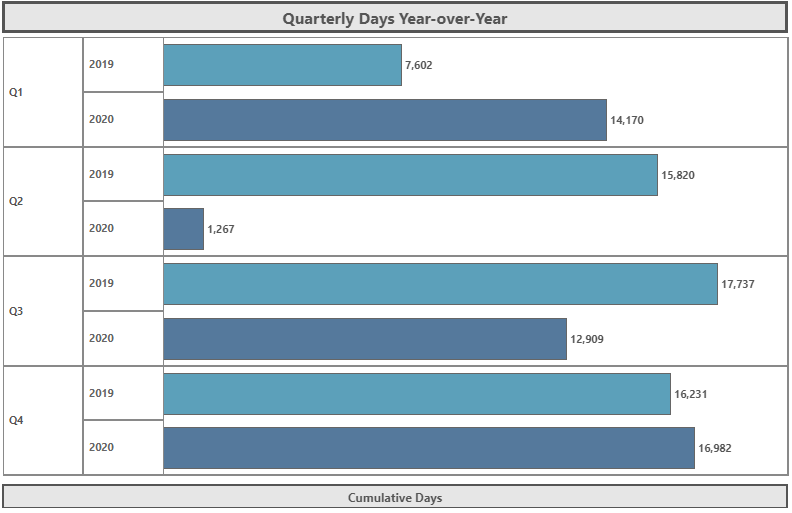 Quarterly Days Year-over-Year
Q1
2019
7,602
2020
14,170
Q2
2019
15,820
2020
1,267
Q3
2019
17,737
2020
12,909
Q4
2019
16,231
2020
16,982
Cumulative Days